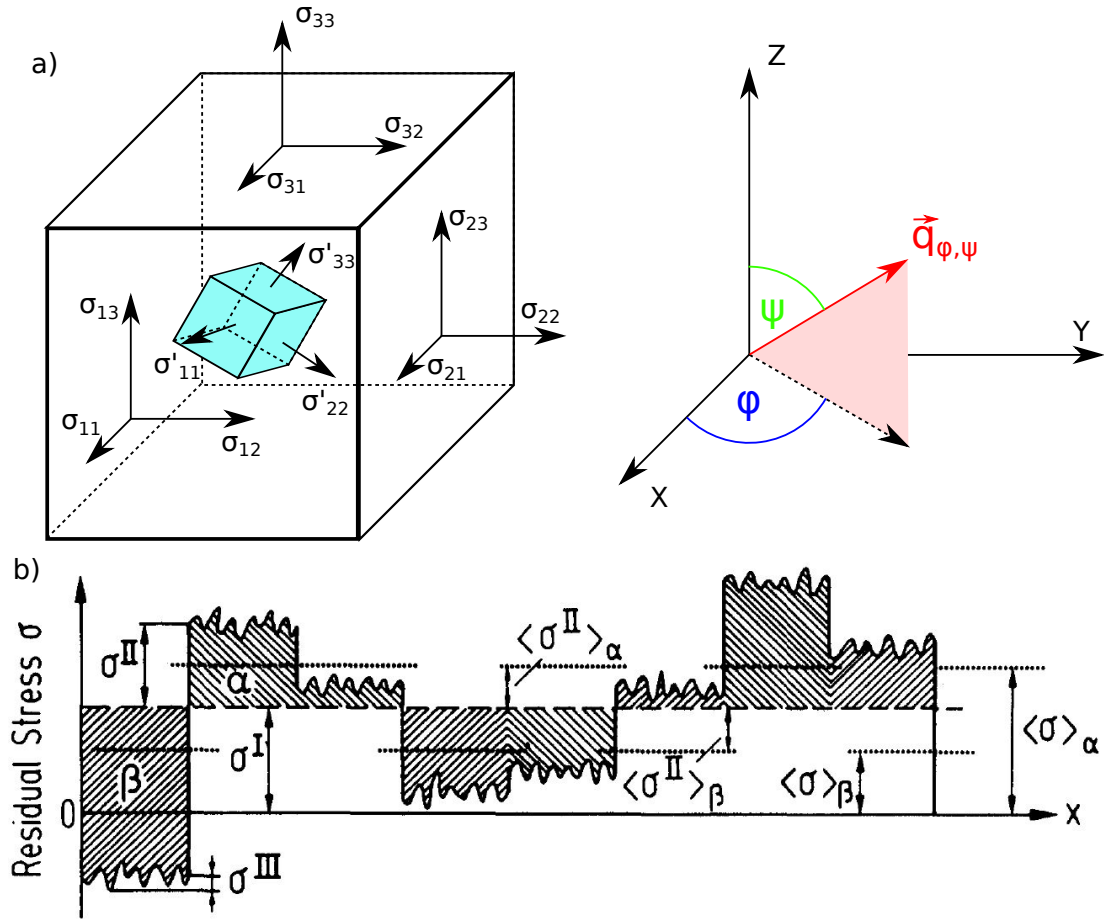 a)
σ33
σ32
σ31
σ23
σ22
σ21
σ13
σ12
σ11
σ'33
σ'11
σ'22
Z
Y
X
q⃗φ,ψ
ψ
φ
b)
Residual Stress σ
0
x
σII
α
β
σI
σIII
⟨σII⟩α
⟨σII⟩β
⟨σ⟩β
⟨σ⟩α